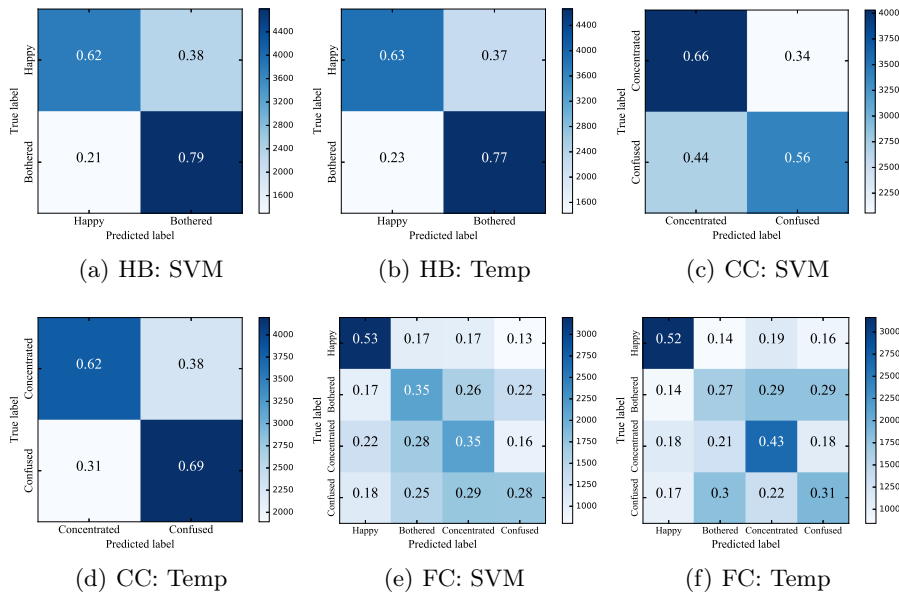 Happy
0.62 0.38
Bothered
0.21 0.79
True label
Happy Bothered
Predicted label
4400
4000
3600
3200
2800
2400
2000
1600
(a) HB: SVM
Happy
0.63 0.37
Bothered
0.23 0.77
True label
Happy Bothered
Predicted label
4400
4000
3600
3200
2800
2400
2000
1600
(b) HB: Temp
Concentrated
0.66 0.34
Confused
0.44 0.56
True label
Concentrated Confused
Predicted label
4000
3750
3500
3250
3000
2750
2500
2250
(c) CC: SVM
Concentrated
0.62 0.38
Confused
0.31 0.69
True label
Concentrated Confused
Predicted label
4000
3750
3500
3250
3000
2750
2500
2250
2000
(d) CC: Temp
Happy
0.53 0.17 0.17 0.13
Bothered
0.17 0.35 0.26 0.22
Concentrated
0.22 0.28 0.35 0.16
Confused
0.18 0.25 0.29 0.28
True label
Happy Bothered Concentrated Confused
Predicted label
3000
2750
2500
2250
2000
1750
1500
1250
1000
(e) FC: SVM
Happy
0.52 0.14 0.19 0.16
Bothered
0.14 0.27 0.29 0.29
Concentrated
0.18 0.21 0.43 0.18
Confused
0.17 0.3 0.22 0.31
True label
Happy Bothered Concentrated Confused
Predicted label
3000
2750
2500
2250
2000
1750
1500
1250
1000
(f) FC: Temp